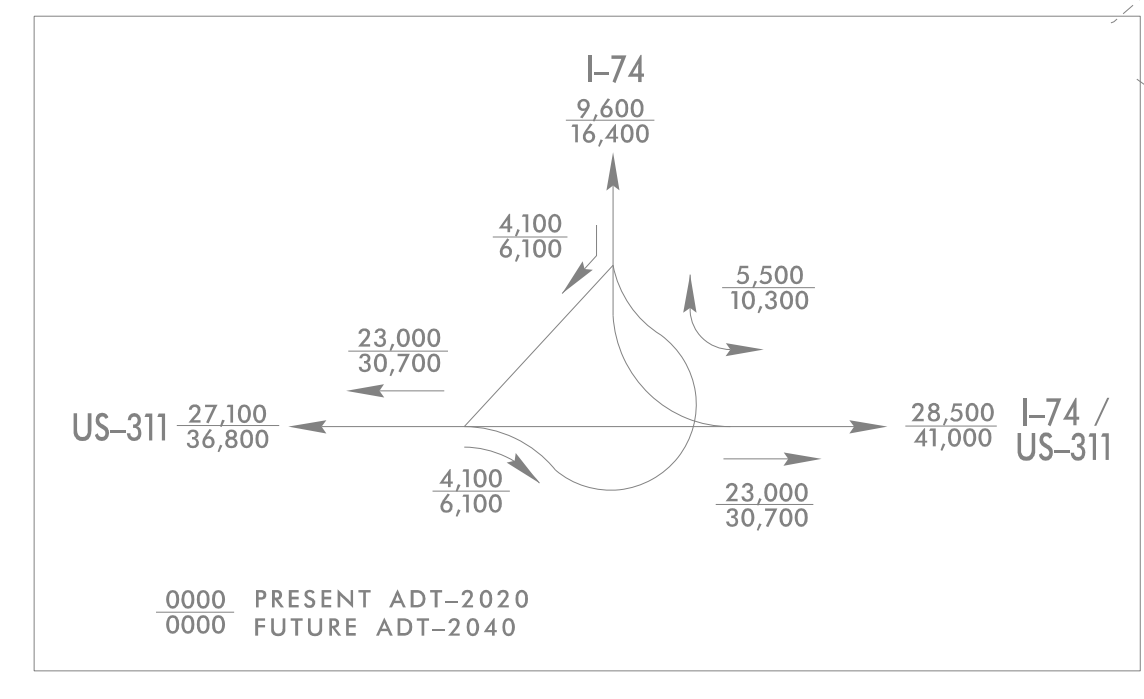 I–74
9,600
16,400
4,100
6,100
5,500
10,300
23,000
30,700
US–311
27,100
36,800
28,500
41,000
I–74 /
US–311
4,100
6,100
23,000
30,700
0000 PRESENT ADT–2020
0000 FUTURE ADT–2040